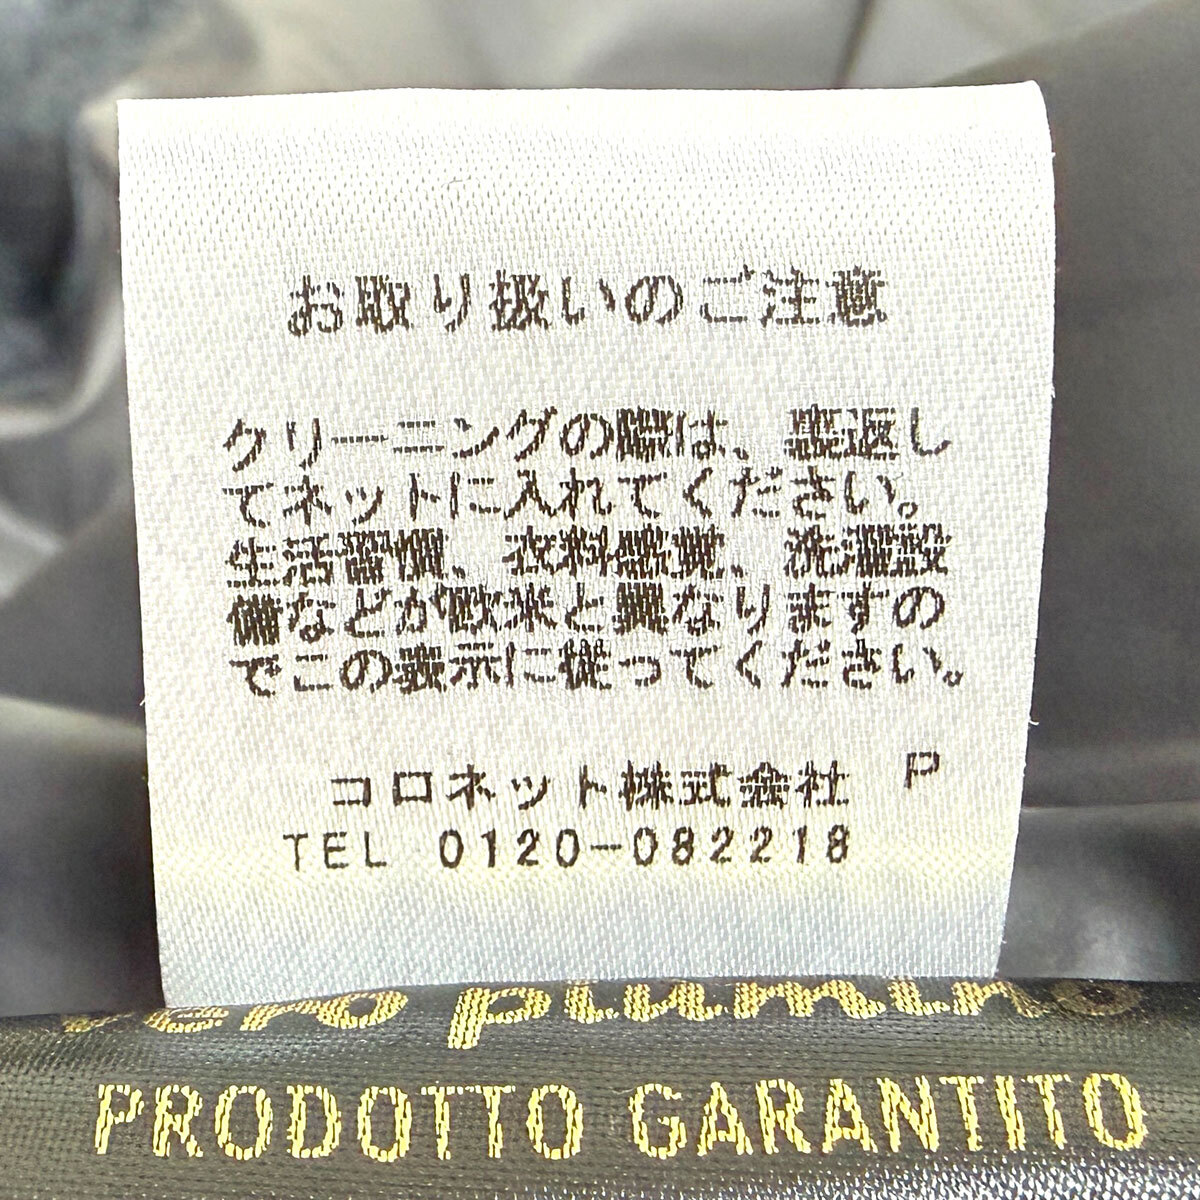 お取り扱いのご注意
クリーニングの際は、裏返し
てネットに入れてください。
生活習慣、衣料感覚、洗濯設
備などが欧米と異なりますの
でこの表示に従ってください。
コロネット株式会社 P
TEL 0120-082218
vero piumino
PRODOTTO GARANTITO